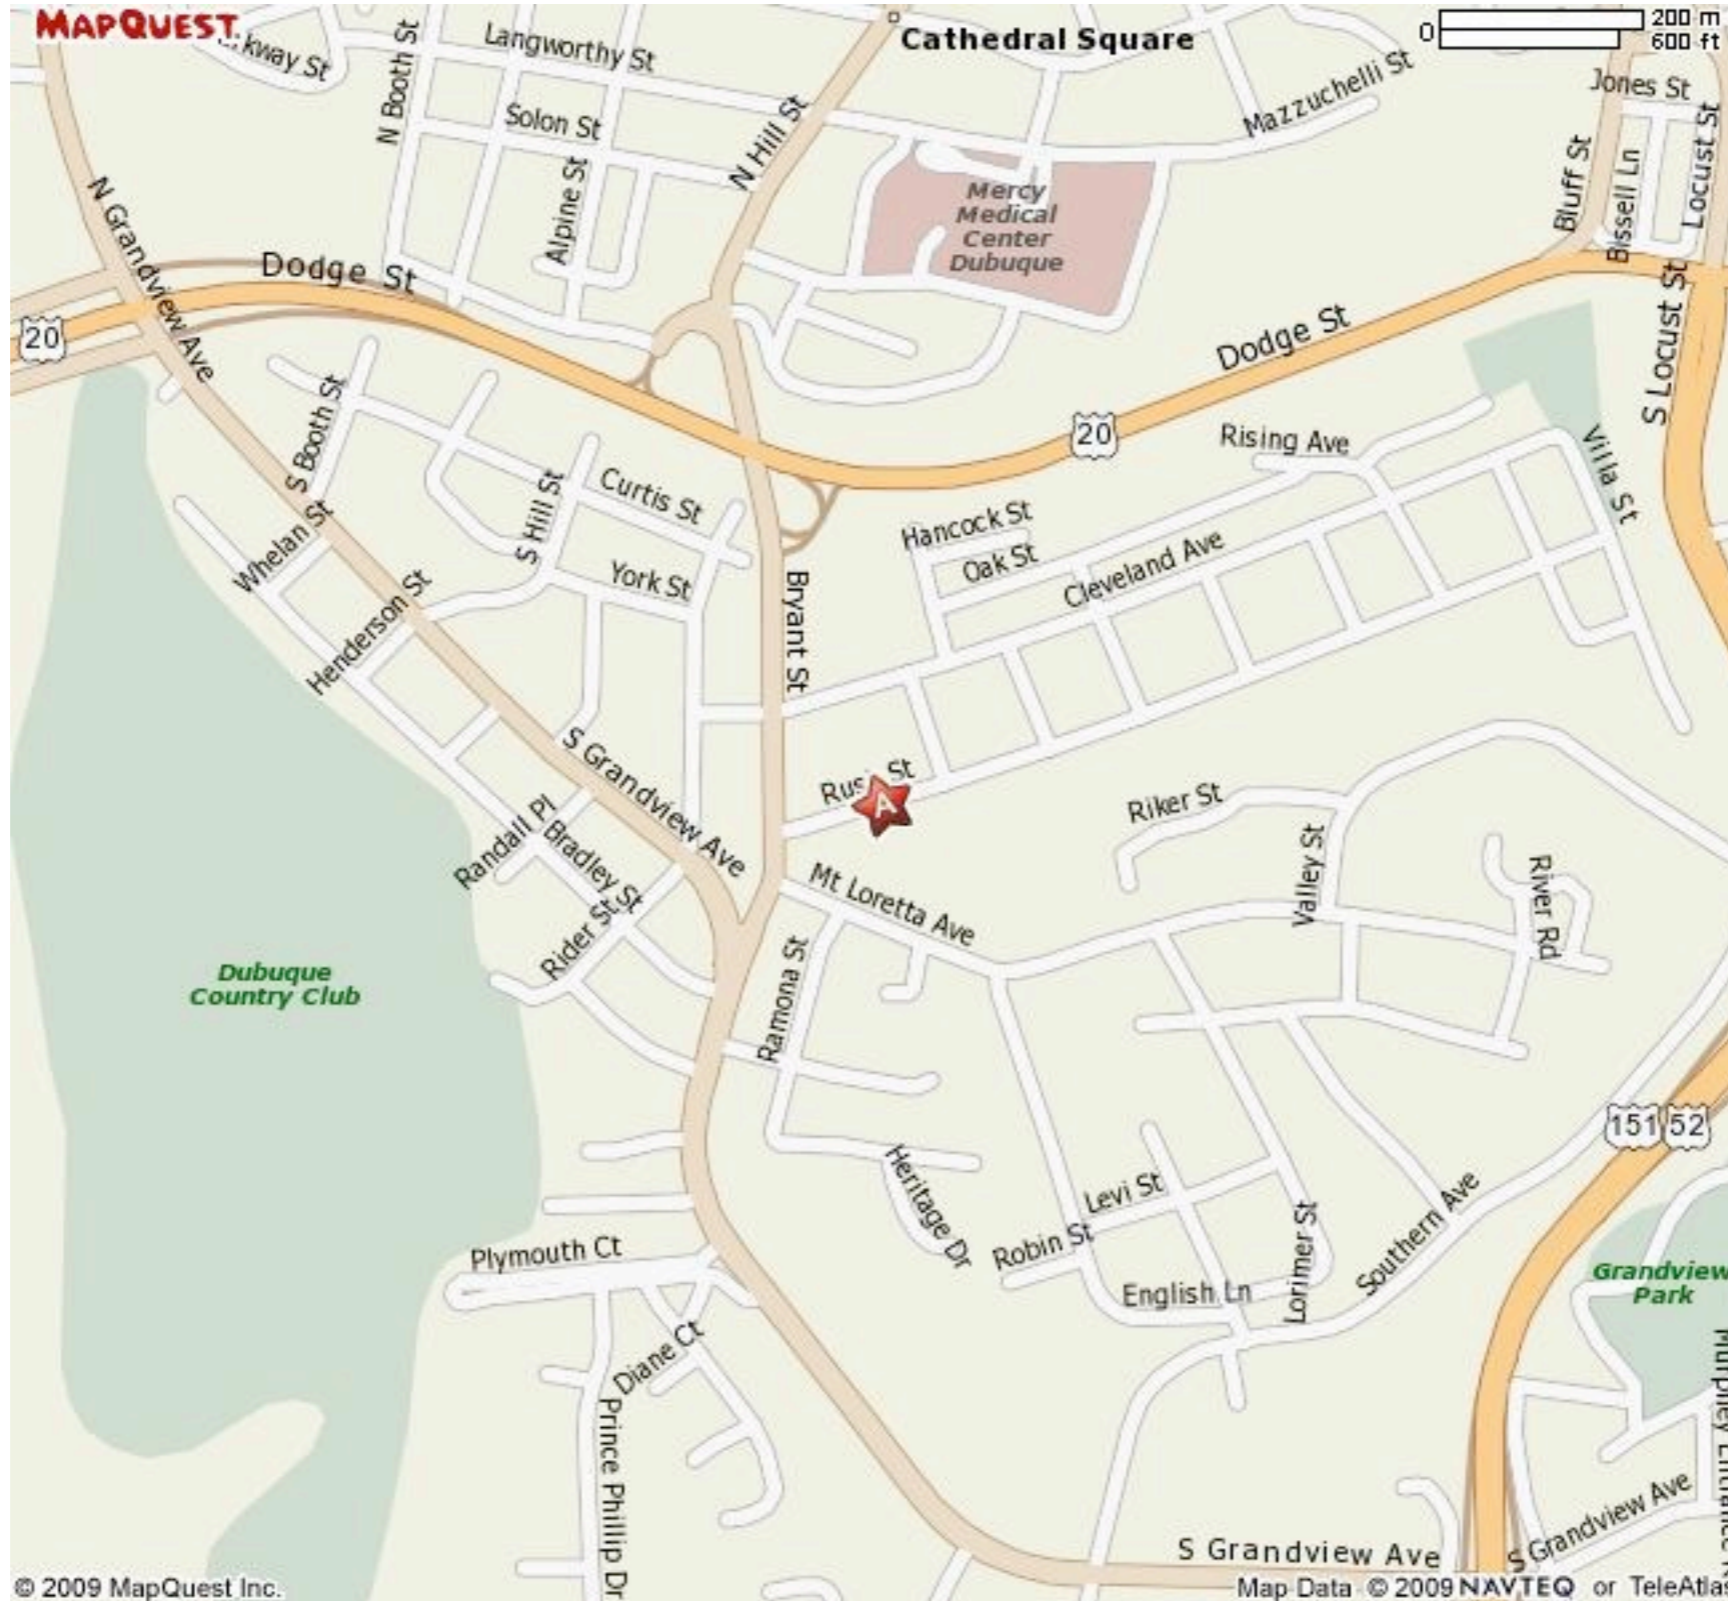 MAPQUEST.
0
200 m
600 ft
Cathedral Square
Langworthy St
N Booth St
Mazzuchelli St
Jones St
Solon St
N Hill St
Locust St
Bluff St
Bissell Ln
Alpine St
Mercy
Medical
Center
Dubuque
N Grandview Ave
Dodge St
20
Dodge St
S Locust St
20
Rising Ave
Villa St
S Booth St
Curtis St
S Hill St
Whelan St
Hancock St
Oak St
Cleveland Ave
York St
Henderson St
Bryant St
S Grandview Ave
St
A
Riker St
Randall Pl
Bradley St
Valley St
River Rd
Mt Loretta Ave
Rider St
Ramona St
Dubuque
Country Club
151
52
Heritage Dr
Levi St
Robin St
Lorimer St
Southern Ave
Plymouth Ct
English Ln
Grandview
Park
Diane Ct
Prince Phillip Dr
S Grandview Ave
S Grandview Ave
© 2009 MapQuest Inc.
Map Data © 2009 NAVTEQ or TeleAtlas